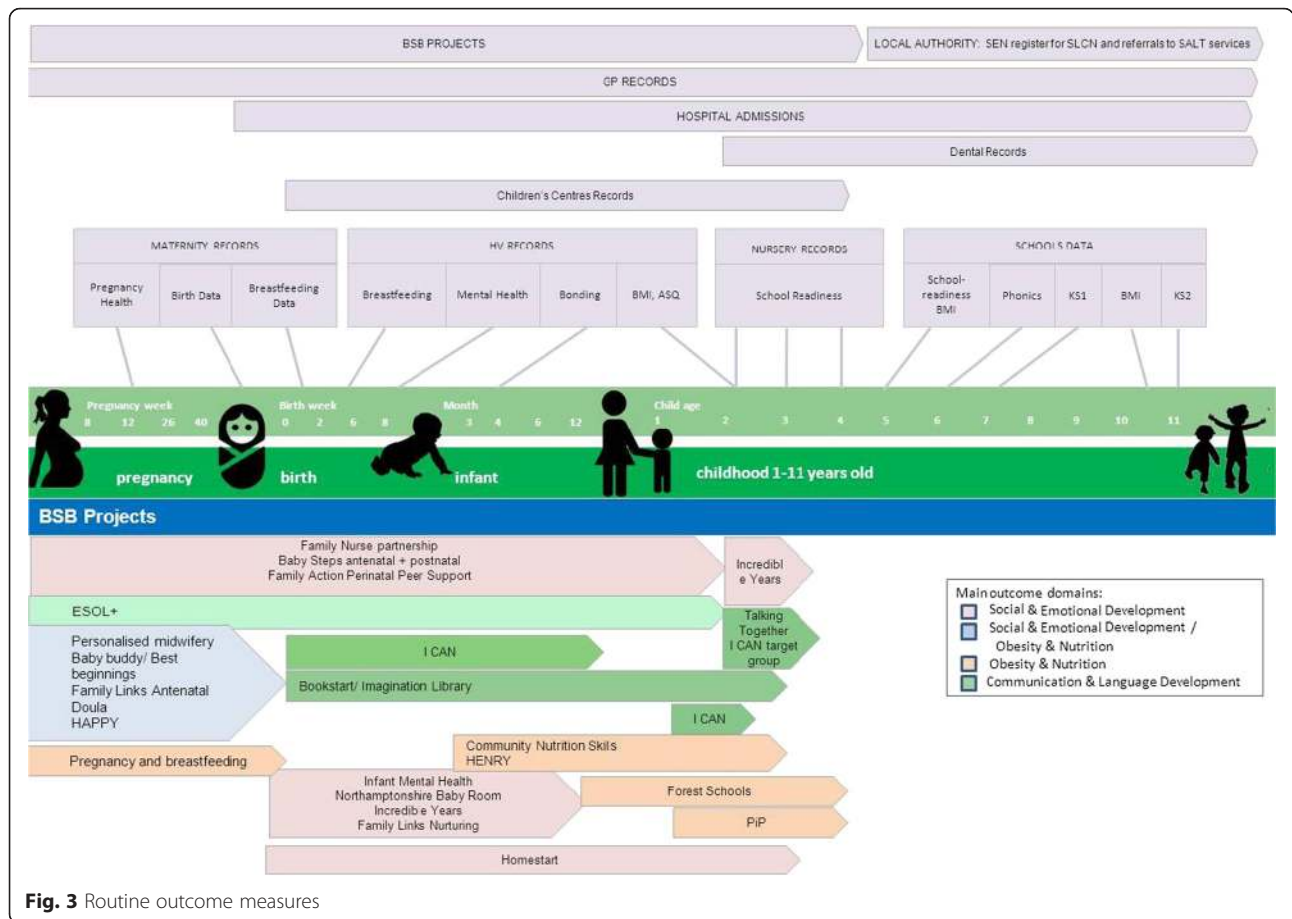 BSB PROJECTS
LOCAL AUTHORITY: SEN register for SLCN and referrals to SALT services
GP RECORDS
HOSPITAL ADMISSIONS
Dental Records
Children's Centres Records
MATERNITY RECORDS
Pregnancy
Health
Birth Data
Breastfeeding
Data
HV RECORDS
Breastfeeding
Mental Health
Bonding
BMI, ASQ
NURSERY RECORDS
School Readiness
SCHOOLS DATA
School-
readiness
BMI
Phonics
KS1
BMI
KS2
Pregnancy week
8 12 26 40
Birth week
0 2 6 8
Month
3 4 6 12
Child age
1 2 3 4 5 6 7 8 9 10 11
pregnancy
birth
infant
childhood 1-11 years old
BSB Projects
Family Nurse partnership
Baby Steps antenatal + postnatal
Family Action Perinatal Peer Support
Incredibl
e Years
ESOL+
Talking
Together
I CAN target
group
Personalised midwifery
Baby buddy/ Best
beginnings
Family Links Antenatal
Doula
HAPPY
I CAN
Bookstart/ Imagination Library
I CAN
Pregnancy and breastfeeding
Community Nutrition Skills
HENRY
Infant Mental Health
Northamptonshire Baby Room
Incredib e Years
Family Links Nurturing
Forest Schools
PiP
Homestart
Main outcome domains:
Social & Emotional Development
Social & Emotional Development /
Obesity & Nutrition
Obesity & Nutrition
Communication & Language Development
Fig. 3 Routine outcome measures